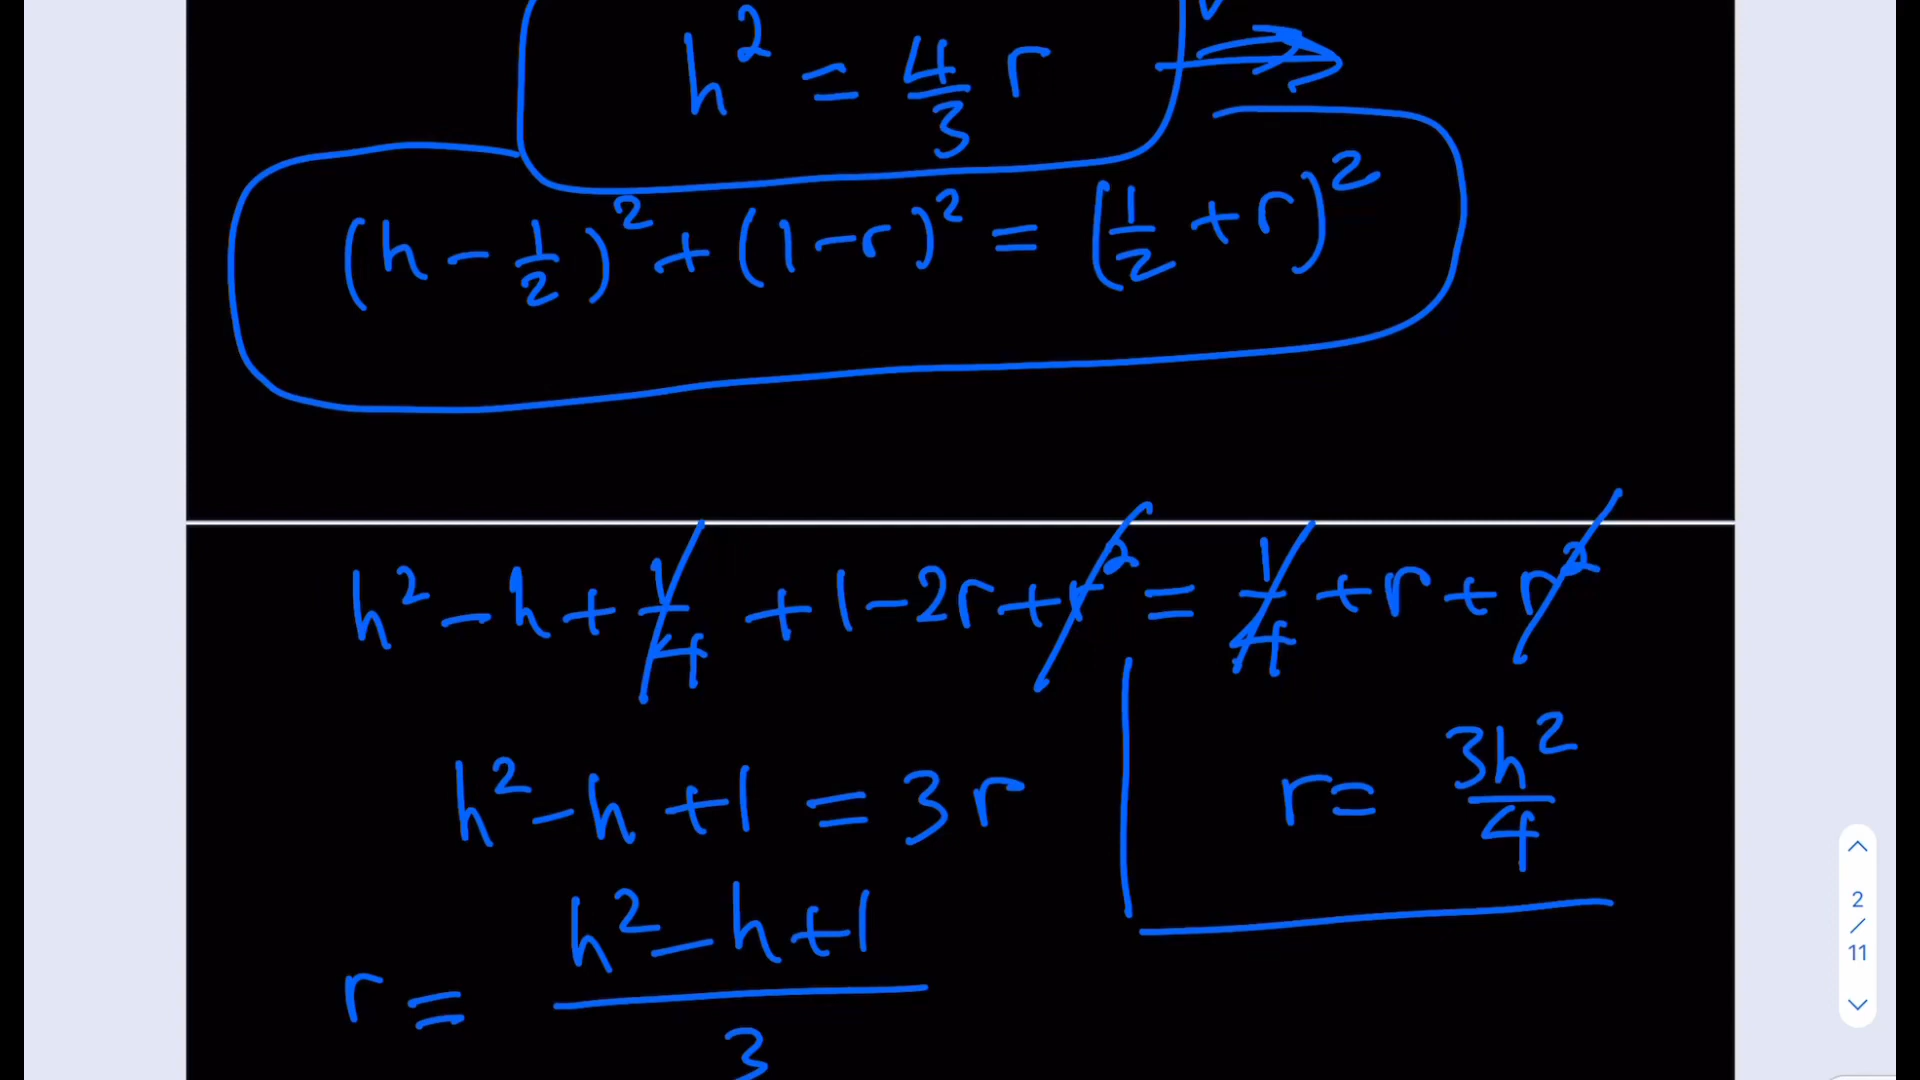 h² = 4/3 r
(h - 1/2)² + (1 - r)² = (1/2 + r)²
h² - h + 1/4 + 1 - 2r + r² = 1/4 + r + r²
h² - h + 1 = 3r
r = 3h²/4
r = (h² - h + 1)/3
2
/
11